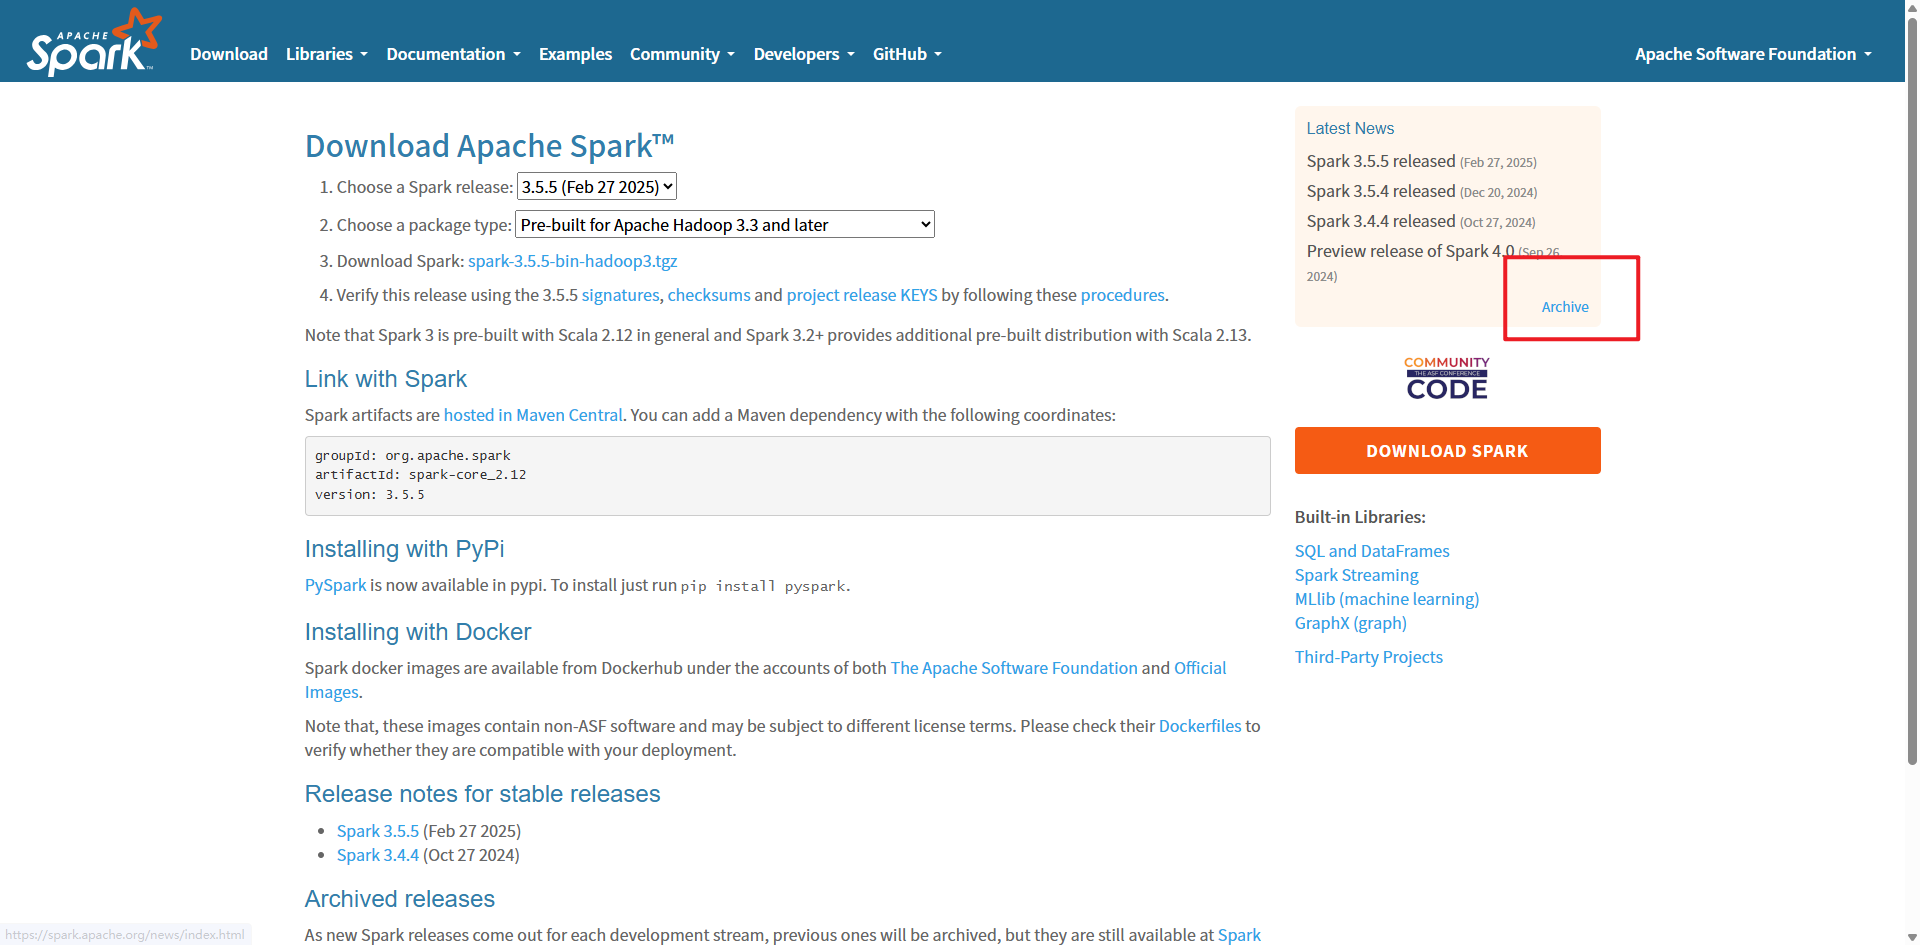 APACHE
Spark™
Download Libraries Documentation Examples Community Developers GitHub Apache Software Foundation
Download Apache Spark™
1. Choose a Spark release: 3.5.5 (Feb 27 2025)
2. Choose a package type: Pre-built for Apache Hadoop 3.3 and later
3. Download Spark: spark-3.5.5-bin-hadoop3.tgz
4. Verify this release using the 3.5.5 signatures, checksums and project release KEYS by following these procedures.
Note that Spark 3 is pre-built with Scala 2.12 in general and Spark 3.2+ provides additional pre-built distribution with Scala 2.13.
Link with Spark
Spark artifacts are hosted in Maven Central. You can add a Maven dependency with the following coordinates:
groupId: org.apache.spark
artifactId: spark-core_2.12
version: 3.5.5
Installing with PyPi
PySpark is now available in pypi. To install just run pip install pyspark.
Installing with Docker
Spark docker images are available from Dockerhub under the accounts of both The Apache Software Foundation and Official
Images.
Note that, these images contain non-ASF software and may be subject to different license terms. Please check their Dockerfiles to
verify whether they are compatible with your deployment.
Release notes for stable releases
• Spark 3.5.5 (Feb 27 2025)
• Spark 3.4.4 (Oct 27 2024)
Archived releases
As new Spark releases come out for each development stream, previous ones will be archived, but they are still available at Spark
Latest News
Spark 3.5.5 released (Feb 27, 2025)
Spark 3.5.4 released (Dec 20, 2024)
Spark 3.4.4 released (Oct 27, 2024)
Preview release of Spark 4.0 (Sep 26
2024)
Archive
COMMUNITY
THE ASF CONFERENCE
CODE
DOWNLOAD SPARK
Built-in Libraries:
SQL and DataFrames
Spark Streaming
MLlib (machine learning)
GraphX (graph)
Third-Party Projects
https://spark.apache.org/news/index.html